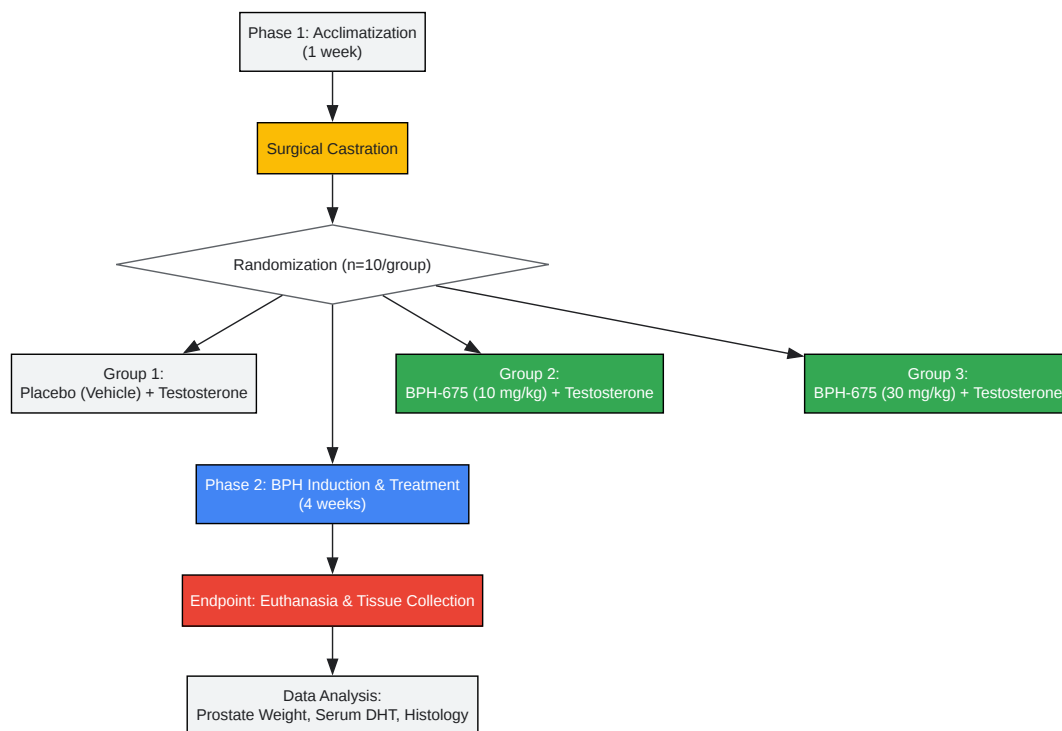 Phase 1: Acclimatization
(1 week)
Surgical Castration
Randomization (n=10/group)
Group 1:
Placebo (Vehicle) + Testosterone
Group 2:
BPH-675 (10 mg/kg) + Testosterone
Group 3:
BPH-675 (30 mg/kg) + Testosterone
Phase 2: BPH Induction & Treatment
(4 weeks)
Endpoint: Euthanasia & Tissue Collection
Data Analysis:
Prostate Weight, Serum DHT, Histology